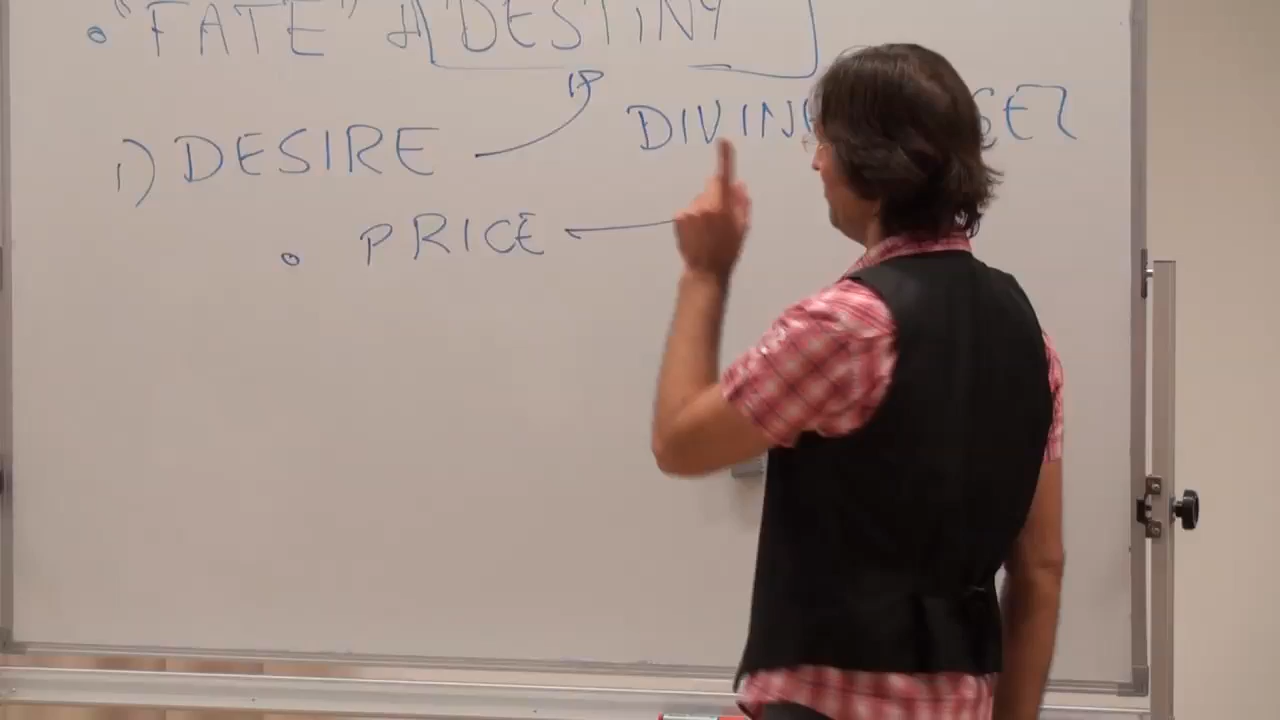 • "FATE" & DESTINY
1) DESIRE DIVINE
• PRICE